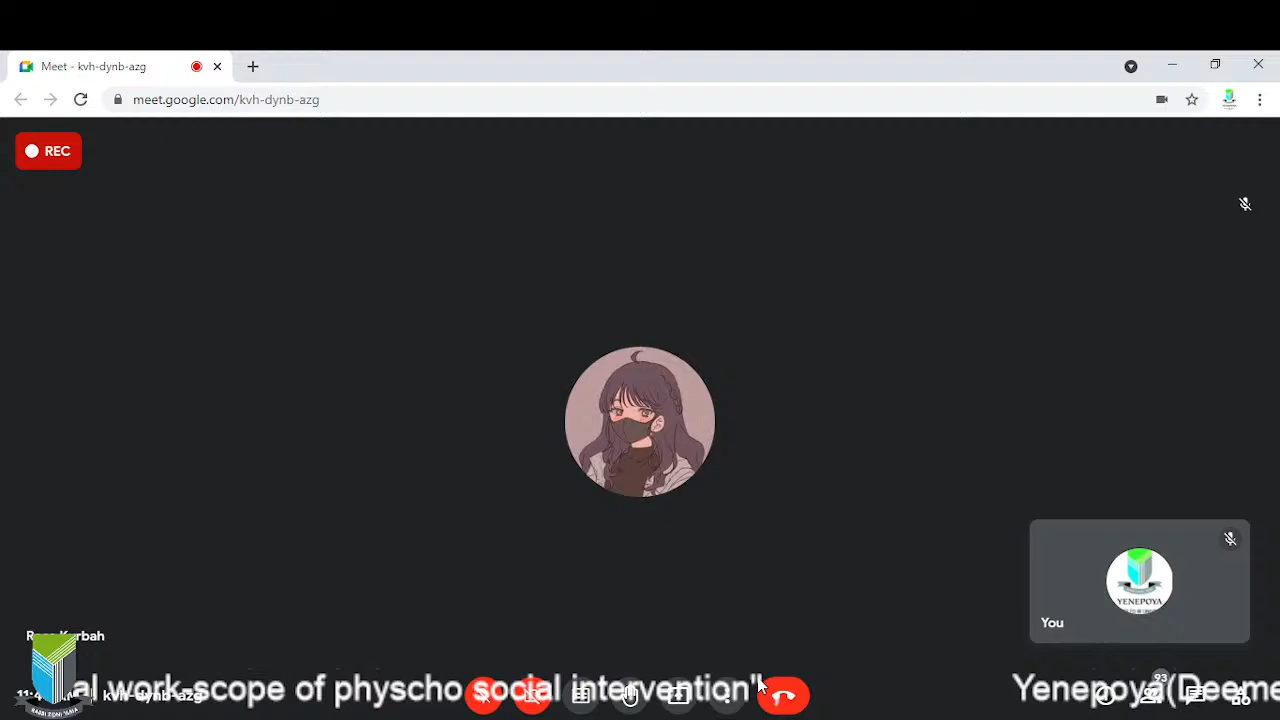 Meet - kvh-dynb-azg
meet.google.com/kvh-dynb-azg
REC
YENEPOYA
You
93
kvh-dynb-azg
al work-scope of physcho social intervention"
Yenepoya(Deeme